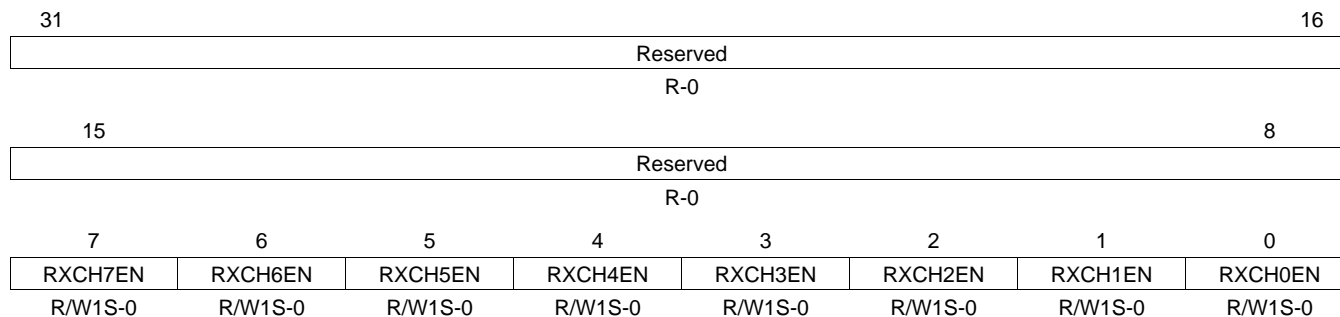 31 16
Reserved
R-0
15 8
Reserved
R-0
7 6 5 4 3 2 1 0
RXCH7EN RXCH6EN RXCH5EN RXCH4EN RXCH3EN RXCH2EN RXCH1EN RXCH0EN
R/W1S-0 R/W1S-0 R/W1S-0 R/W1S-0 R/W1S-0 R/W1S-0 R/W1S-0 R/W1S-0